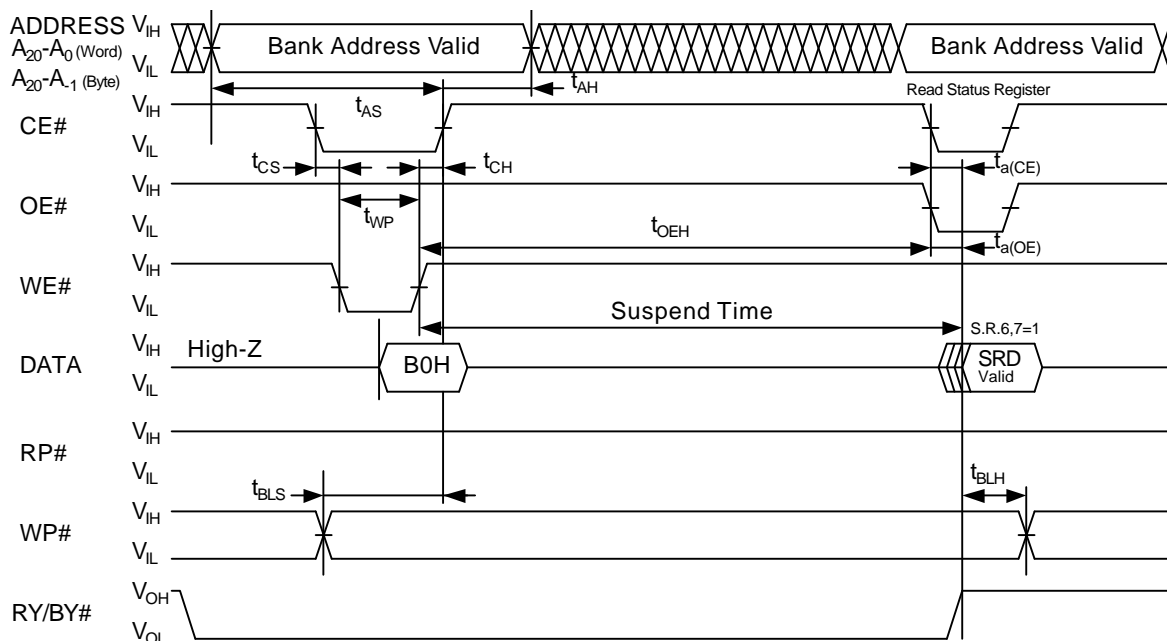 ADDRESS VIH Bank Address Valid Bank Address Valid
A20-A0 (Word)
VIL
A20-A-1 (Byte)
tAH
Read Status Register
tAS
VIH
CE#
VIL
tCS tCH ta(CE)
VIH
OE#
tWP
VIL
tOEH ta(OE)
VIH
WE#
VIL
Suspend Time
S.R.6,7=1
VIH High-Z
DATA B0H SRD
VIL Valid
VIH
RP#
VIL
tBLS tBLH
VIH
WP#
VIL
VOH
RY/BY#
VOL